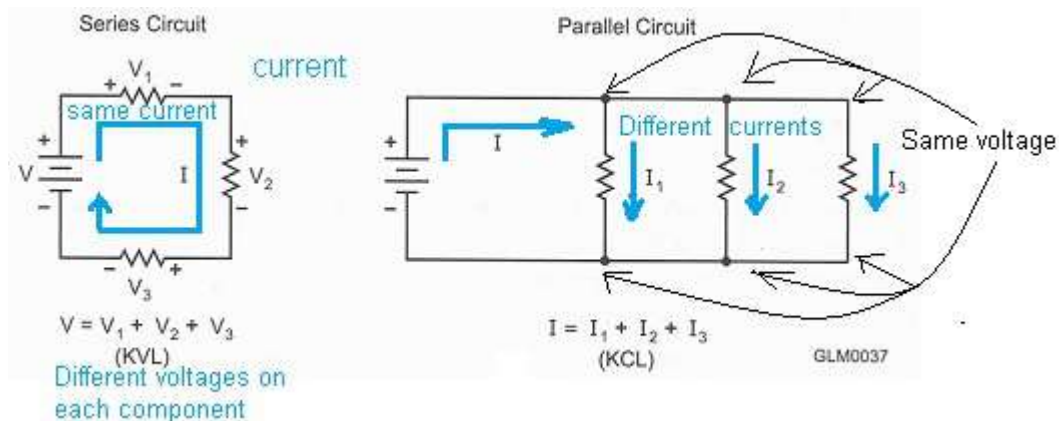 Series Circuit
Parallel Circuit
current
+ V1 −
same current
+
V
−
I
+
V2
−
− V3 +
V = V1 + V2 + V3
(KVL)
Different voltages on
each component
+
−
I
Different currents
I1
I2
I3
Same voltage
I = I1 + I2 + I3
(KCL)
GLM0037